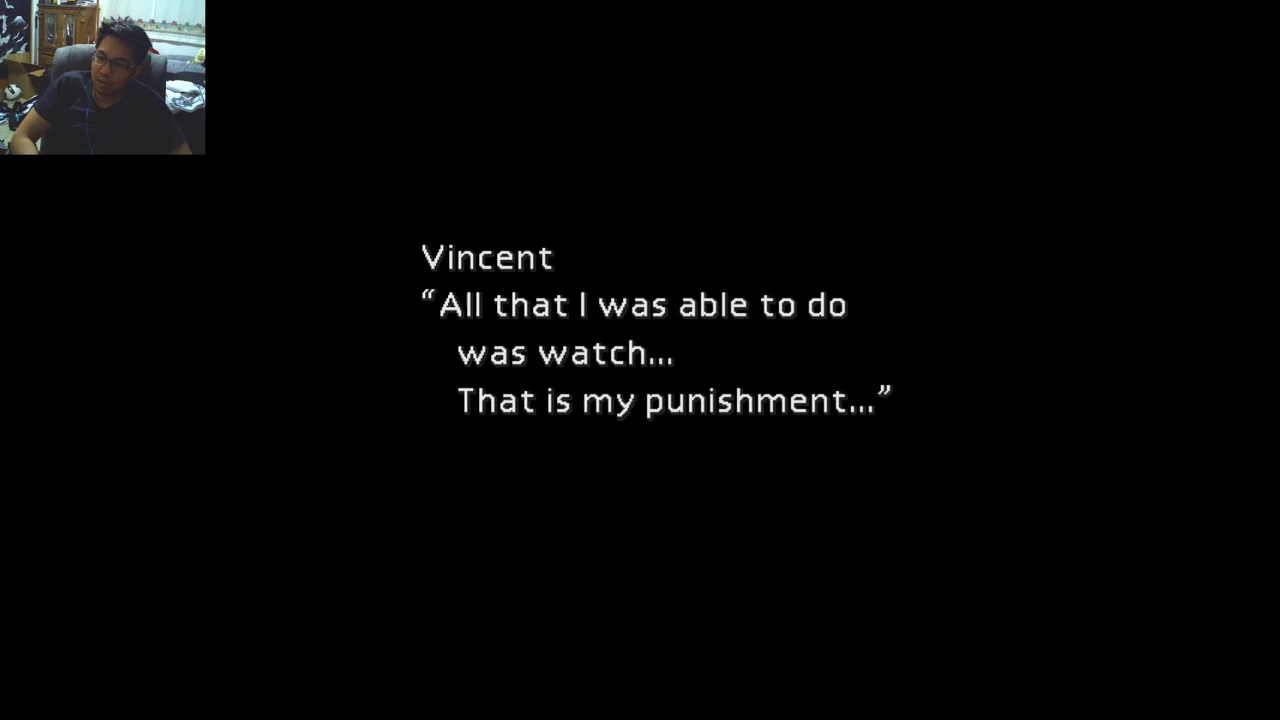 Vincent
“All that I was able to do
was watch...
That is my punishment...”